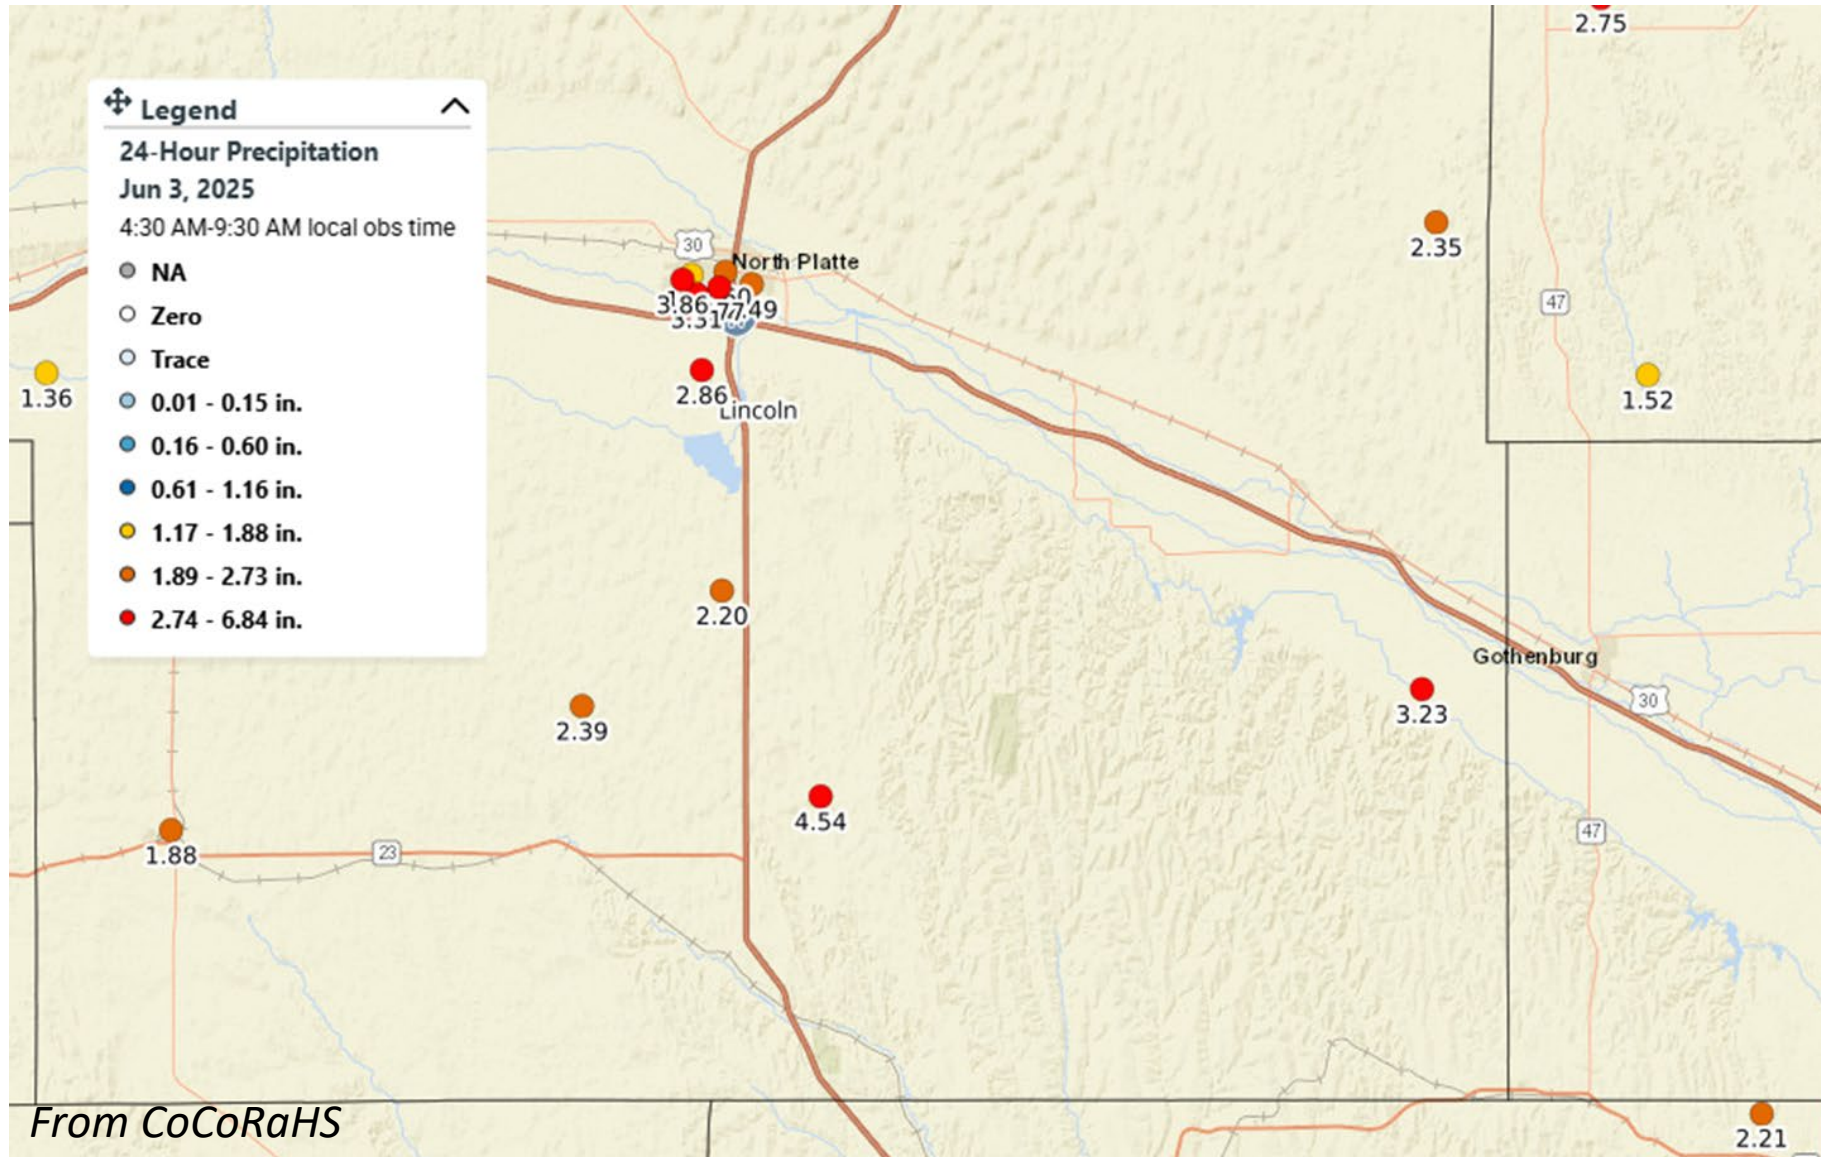 2.75
Legend
24-Hour Precipitation
Jun 3, 2025
4:30 AM-9:30 AM local obs time
NA
Zero
Trace
0.01 - 0.15 in.
0.16 - 0.60 in.
0.61 - 1.16 in.
1.17 - 1.88 in.
1.89 - 2.73 in.
2.74 - 6.84 in.
30
2.35
North Platte
47
3.86
3.31
1.36
2.86
1.52
Lincoln
2.20
Gothenburg
30
3.23
2.39
4.54
47
1.88
23
From CoCoRaHS
2.21